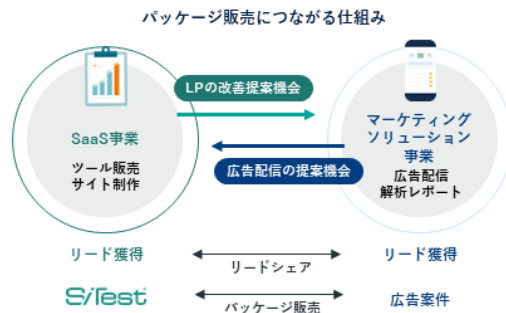 パッケージ販売につながる仕組み
LPの改善提案機会
SaaS事業
ツール販売
サイト制作
マーケティング
ソリューション
事業
広告配信
解析レポート
広告配信の提案機会
リード獲得
リードシェア
リード獲得
SiTest
パッケージ販売
広告案件